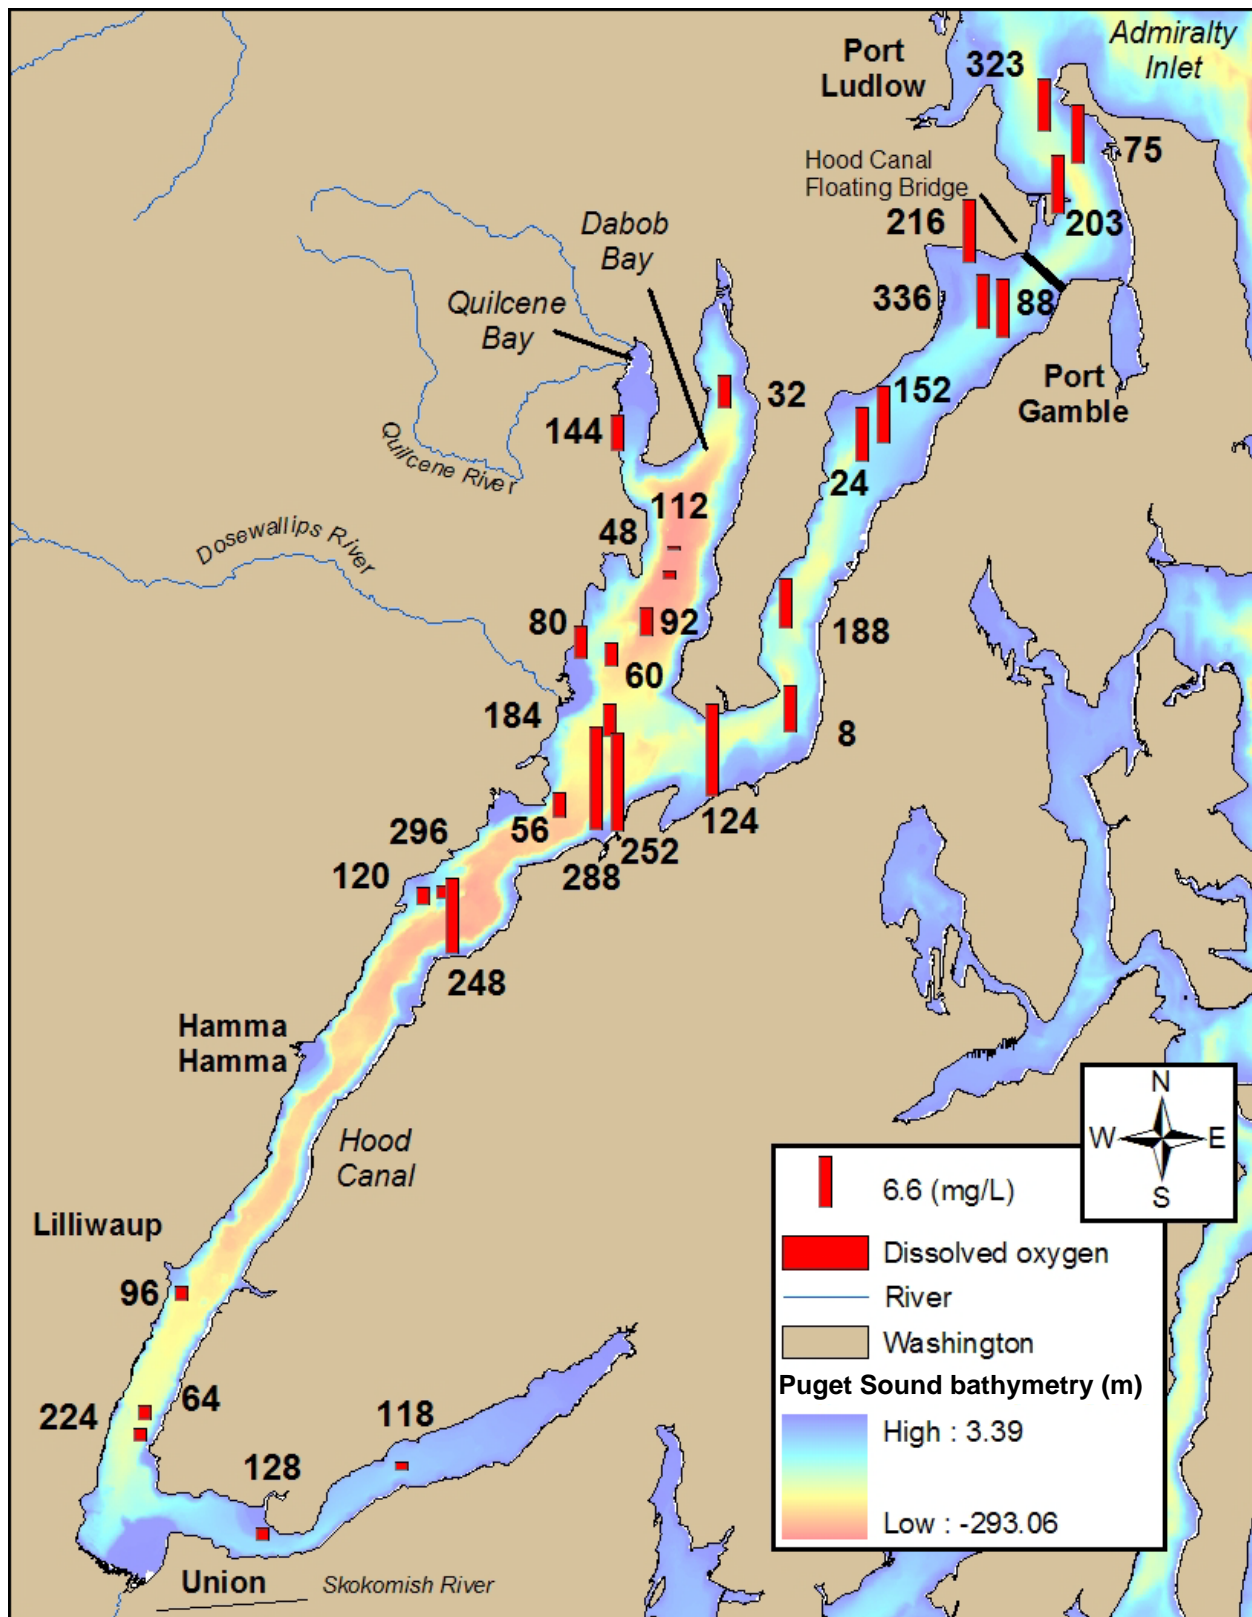 Admiralty
Inlet
Port
Ludlow
323
75
Hood Canal
Floating Bridge
203
216
Dabob
Bay
336
88
Quilcene
Bay
Port
Gamble
32
152
144
24
Quilcene River
112
48
Dosewallips River
80
92
188
60
184
8
56
124
296
252
288
120
248
Hamma
Hamma
Hood
Canal
Lilliwaup
96
64
224
118
128
Union
Skokomish River
N
W
E
S
6.6 (mg/L)
Dissolved oxygen
River
Washington
Puget Sound bathymetry (m)
High : 3.39
Low : -293.06